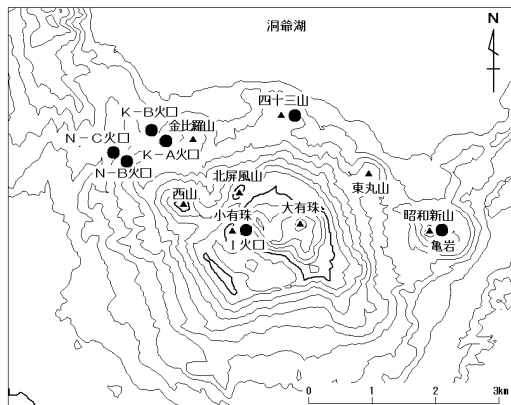 洞爺湖
N
四十三山
K-B火口
金比羅山
N-C火口
K-A火口
N-B火口
北屏風山
東丸山
西山
小有珠
大有珠
昭和新山
I火口
亀岩
0 1 2 3km